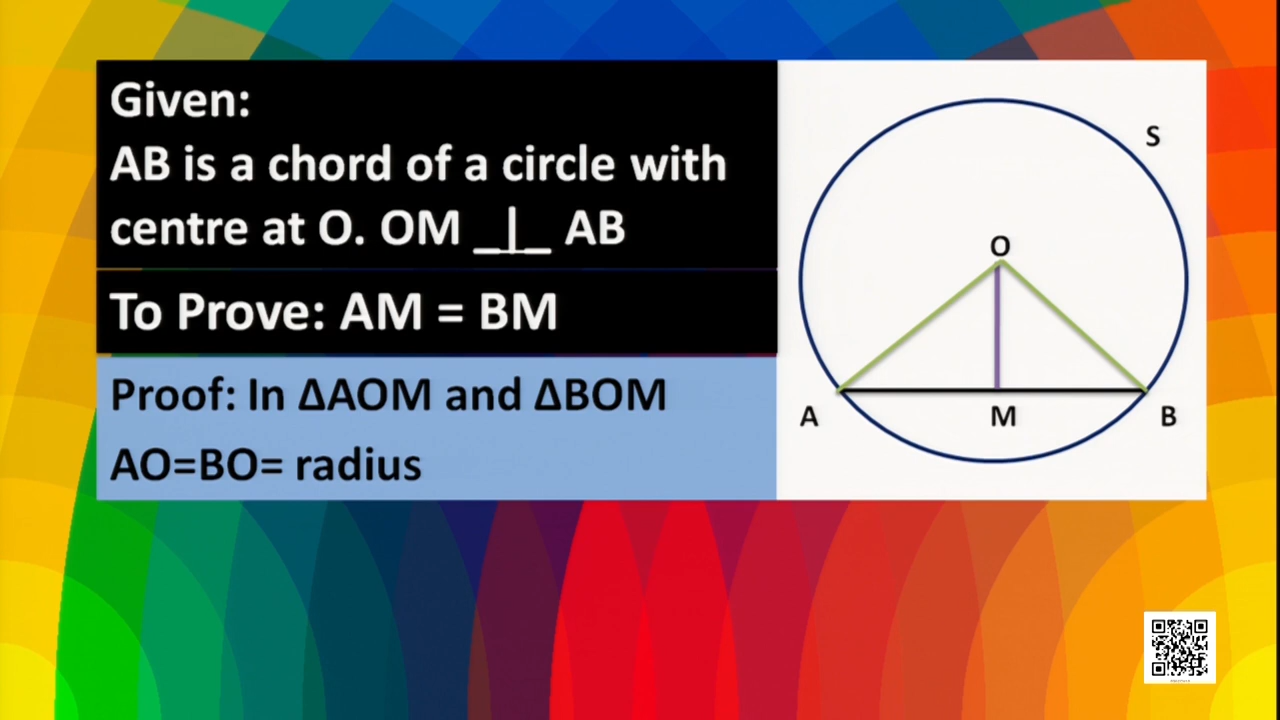 Given:
AB is a chord of a circle with
centre at O. OM _|_ AB
To Prove: AM = BM
Proof: In ΔAOM and ΔBOM
AO=BO= radius
S
O
A
M
B